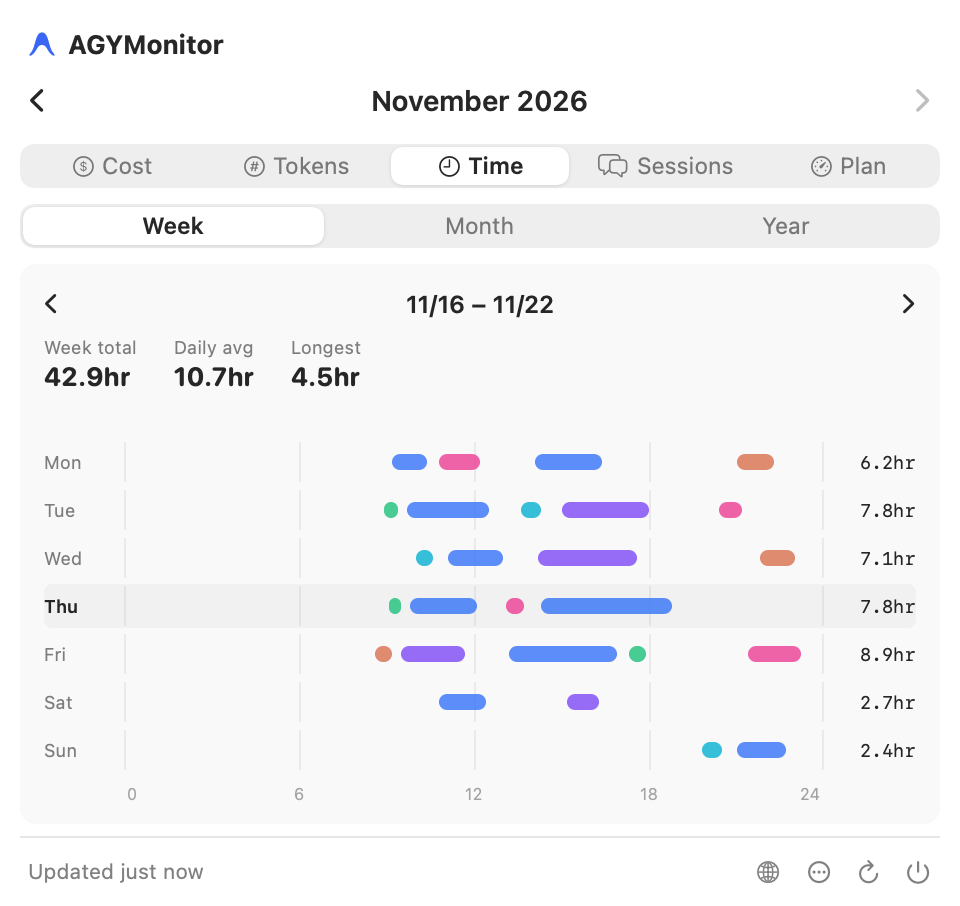 AGYMonitor
November 2026
$ Cost # Tokens Time Sessions Plan
Week Month Year
11/16 – 11/22
Week total Daily avg Longest
42.9hr 10.7hr 4.5hr
Mon 6.2hr
Tue 7.8hr
Wed 7.1hr
Thu 7.8hr
Fri 8.9hr
Sat 2.7hr
Sun 2.4hr
0 6 12 18 24
Updated just now